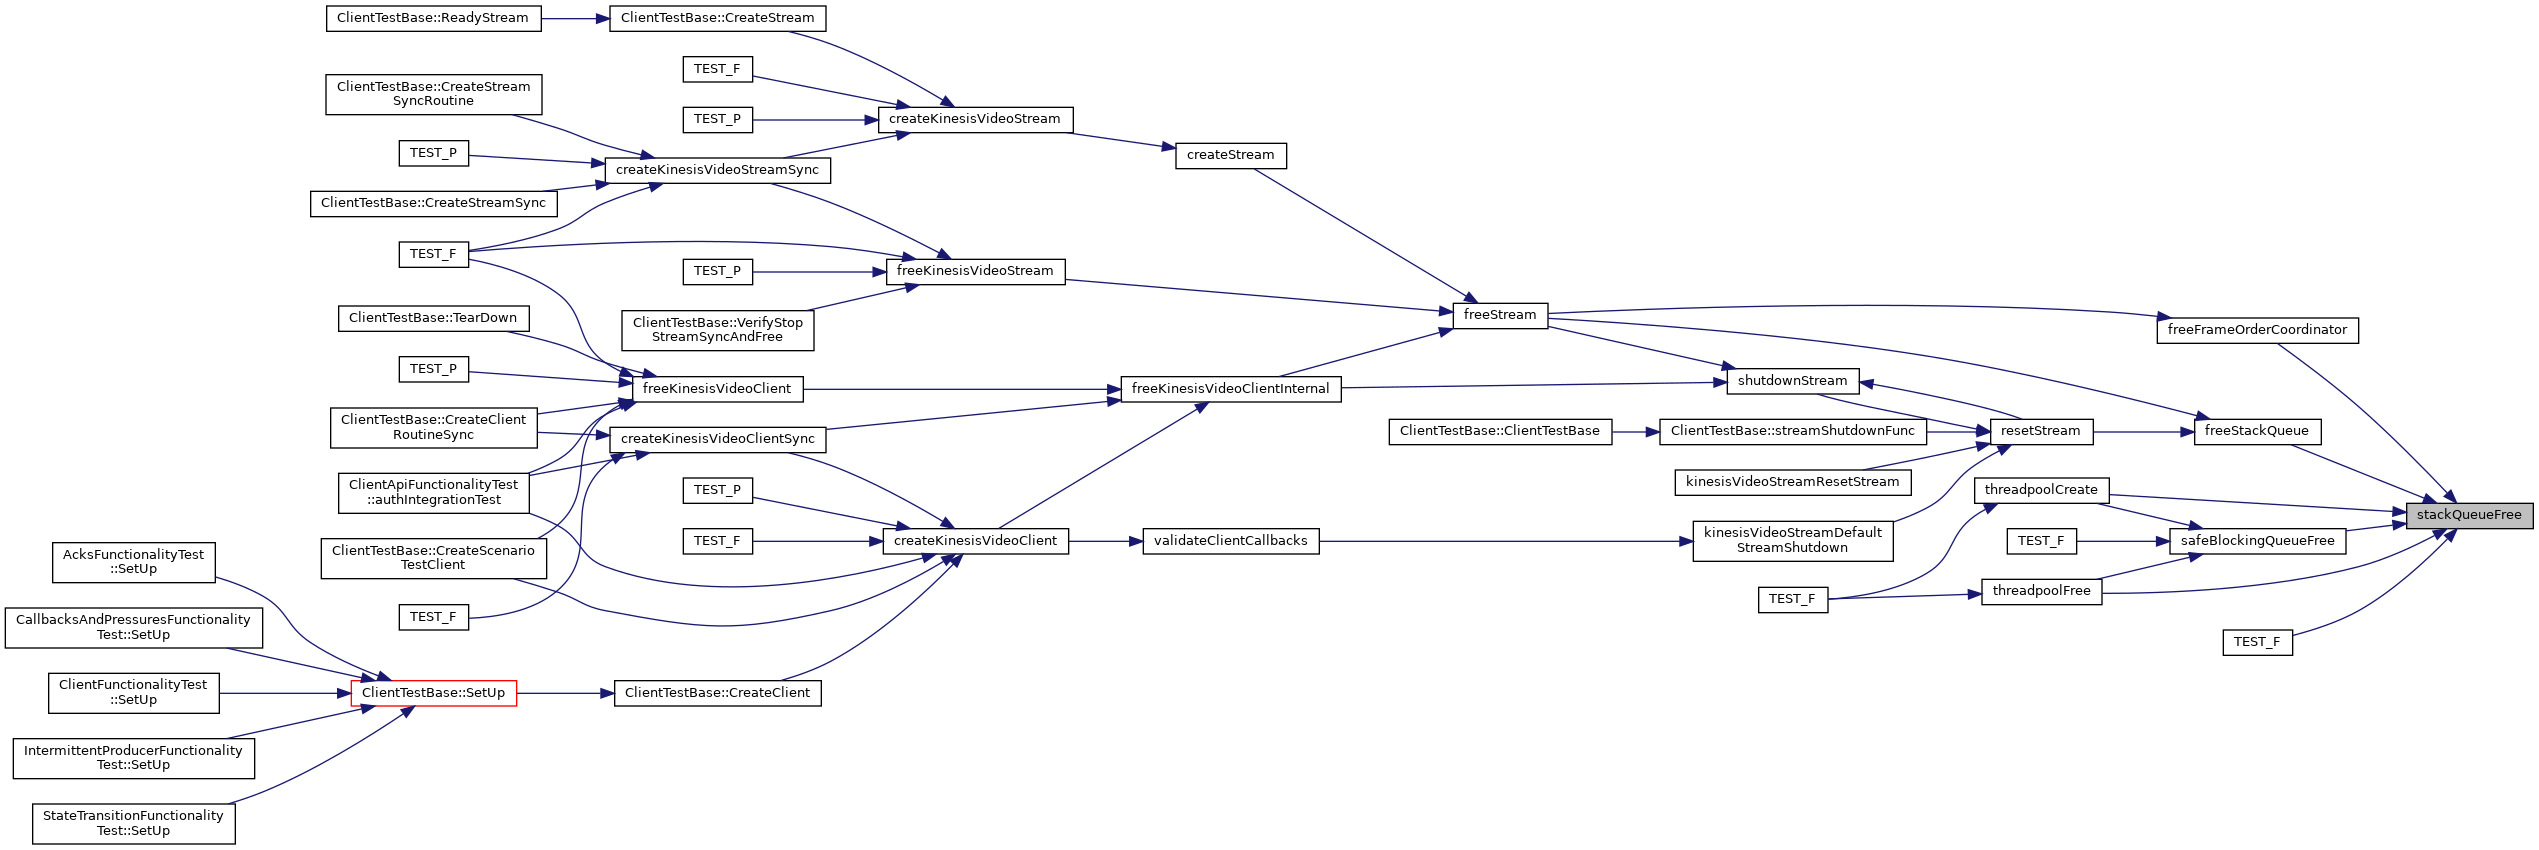 ClientTestBase::ReadyStream
ClientTestBase::CreateStream
TEST_F
ClientTestBase::CreateStream
SyncRoutine
TEST_P
createKinesisVideoStream
TEST_P
createStream
createKinesisVideoStreamSync
ClientTestBase::CreateStreamSync
TEST_F
TEST_P
freeKinesisVideoStream
ClientTestBase::TearDown
ClientTestBase::VerifyStop
StreamSyncAndFree
freeStream
freeFrameOrderCoordinator
TEST_P
freeKinesisVideoClient
freeKinesisVideoClientInternal
shutdownStream
ClientTestBase::CreateClient
RoutineSync
createKinesisVideoClientSync
ClientTestBase::ClientTestBase
ClientTestBase::streamShutdownFunc
resetStream
freeStackQueue
ClientApiFunctionalityTest
::authIntegrationTest
TEST_P
kinesisVideoStreamResetStream
threadpoolCreate
stackQueueFree
ClientTestBase::CreateScenario
TestClient
TEST_F
createKinesisVideoClient
validateClientCallbacks
kinesisVideoStreamDefault
StreamShutdown
TEST_F
safeBlockingQueueFree
AcksFunctionalityTest
::SetUp
TEST_F
TEST_F
threadpoolFree
CallbacksAndPressuresFunctionality
Test::SetUp
TEST_F
ClientFunctionalityTest
::SetUp
ClientTestBase::SetUp
ClientTestBase::CreateClient
IntermittentProducerFunctionality
Test::SetUp
StateTransitionFunctionality
Test::SetUp